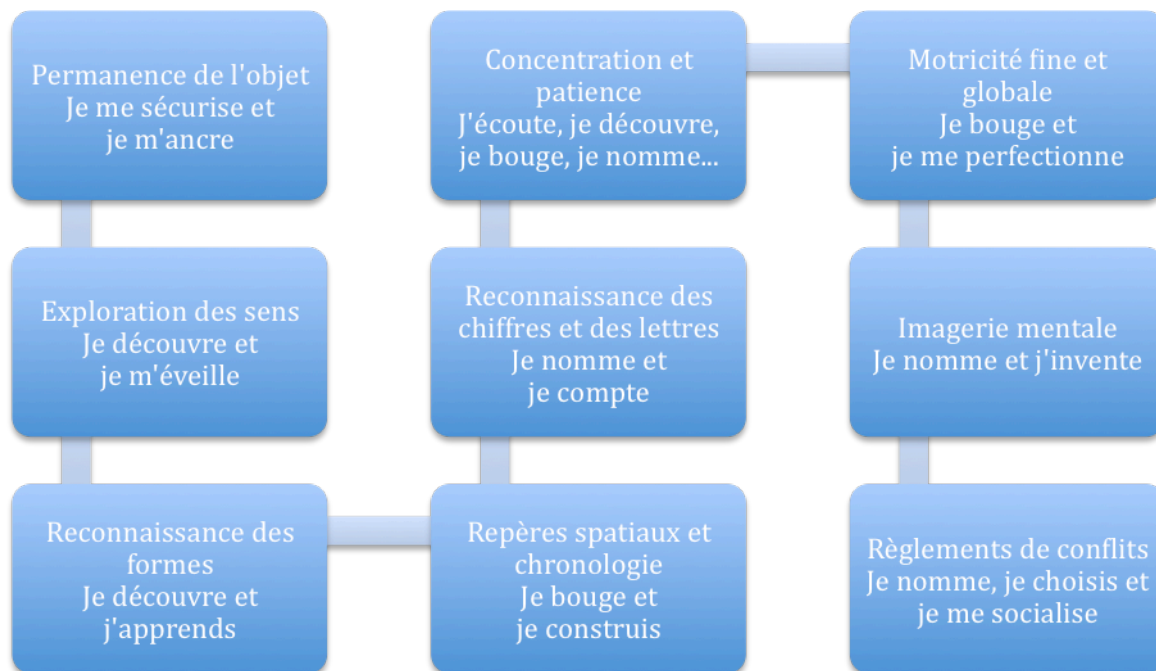 Permanence de l'objet
Je me sécurise et
je m'ancre
Exploration des sens
Je découvre et
je m'éveille
Reconnaissance des
formes
Je découvre et
j'apprends
Repères spatiaux et
chronologie
Je bouge et
je construis
Reconnaissance des
chiffres et des lettres
Je nomme et
je compte
Concentration et
patience
J'écoute, je découvre,
je bouge, je nomme...
Motricité fine et
globale
Je bouge et
je me perfectionne
Imagerie mentale
Je nomme et j'invente
Règlements de conflits
Je nomme, je choisis et
je me socialise